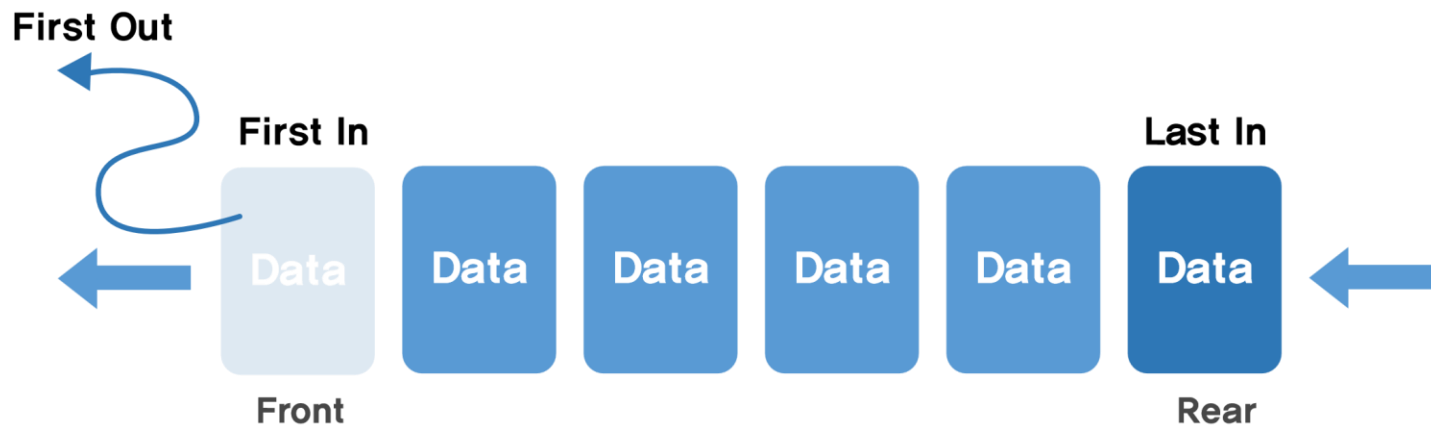 First Out
First In
Last In
Data
Data
Data
Data
Data
Data
Front
Rear